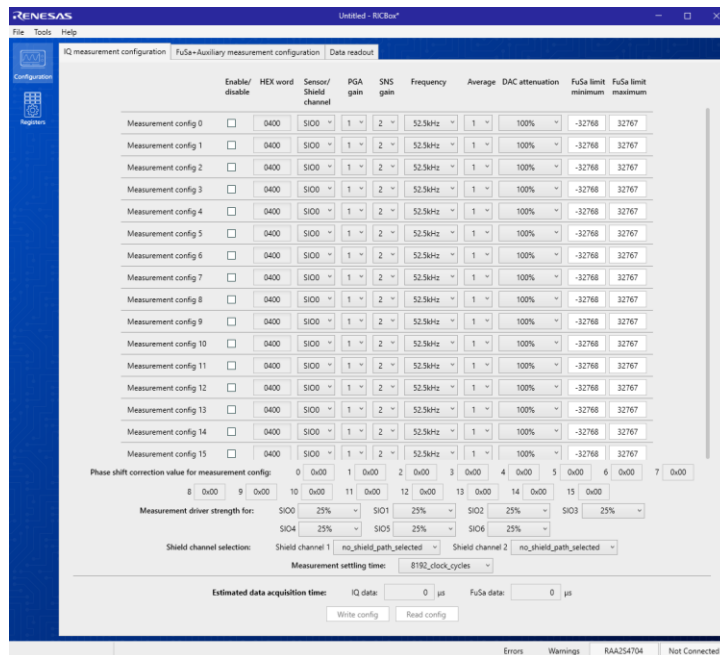 RENESAS
Untitled - RICBox*
File Tools Help
Configuration
Registers
IQ measurement configuration FuSa+Auxiliary measurement configuration Data readout
Enable/ disable HEX word Sensor/ Shield channel PGA gain SNS gain Frequency Average DAC attenuation FuSa limit minimum FuSa limit maximum
Measurement config 0 0400 SIO0 1 2 52.5kHz 1 100% -32768 32767
Measurement config 1 0400 SIO0 1 2 52.5kHz 1 100% -32768 32767
Measurement config 2 0400 SIO0 1 2 52.5kHz 1 100% -32768 32767
Measurement config 3 0400 SIO0 1 2 52.5kHz 1 100% -32768 32767
Measurement config 4 0400 SIO0 1 2 52.5kHz 1 100% -32768 32767
Measurement config 5 0400 SIO0 1 2 52.5kHz 1 100% -32768 32767
Measurement config 6 0400 SIO0 1 2 52.5kHz 1 100% -32768 32767
Measurement config 7 0400 SIO0 1 2 52.5kHz 1 100% -32768 32767
Measurement config 8 0400 SIO0 1 2 52.5kHz 1 100% -32768 32767
Measurement config 9 0400 SIO0 1 2 52.5kHz 1 100% -32768 32767
Measurement config 10 0400 SIO0 1 2 52.5kHz 1 100% -32768 32767
Measurement config 11 0400 SIO0 1 2 52.5kHz 1 100% -32768 32767
Measurement config 12 0400 SIO0 1 2 52.5kHz 1 100% -32768 32767
Measurement config 13 0400 SIO0 1 2 52.5kHz 1 100% -32768 32767
Measurement config 14 0400 SIO0 1 2 52.5kHz 1 100% -32768 32767
Measurement config 15 0400 SIO0 1 2 52.5kHz 1 100% -32768 32767
Phase shift correction value for measurement config: 0 0x00 1 0x00 2 0x00 3 0x00 4 0x00 5 0x00 6 0x00 7 0x00
8 0x00 9 0x00 10 0x00 11 0x00 12 0x00 13 0x00 14 0x00 15 0x00
Measurement driver strength for: SIO0 25% SIO1 25% SIO2 25% SIO3 25%
SIO4 25% SIO5 25% SIO6 25%
Shield channel selection: Shield channel 1 no_shield_path_selected Shield channel 2 no_shield_path_selected
Measurement settling time: 8192_clock_cycles
Estimated data acquisition time: IQ data: 0 µs FuSa data: 0 µs
Write config Read config
Errors Warnings RAA2S4704 Not Connected